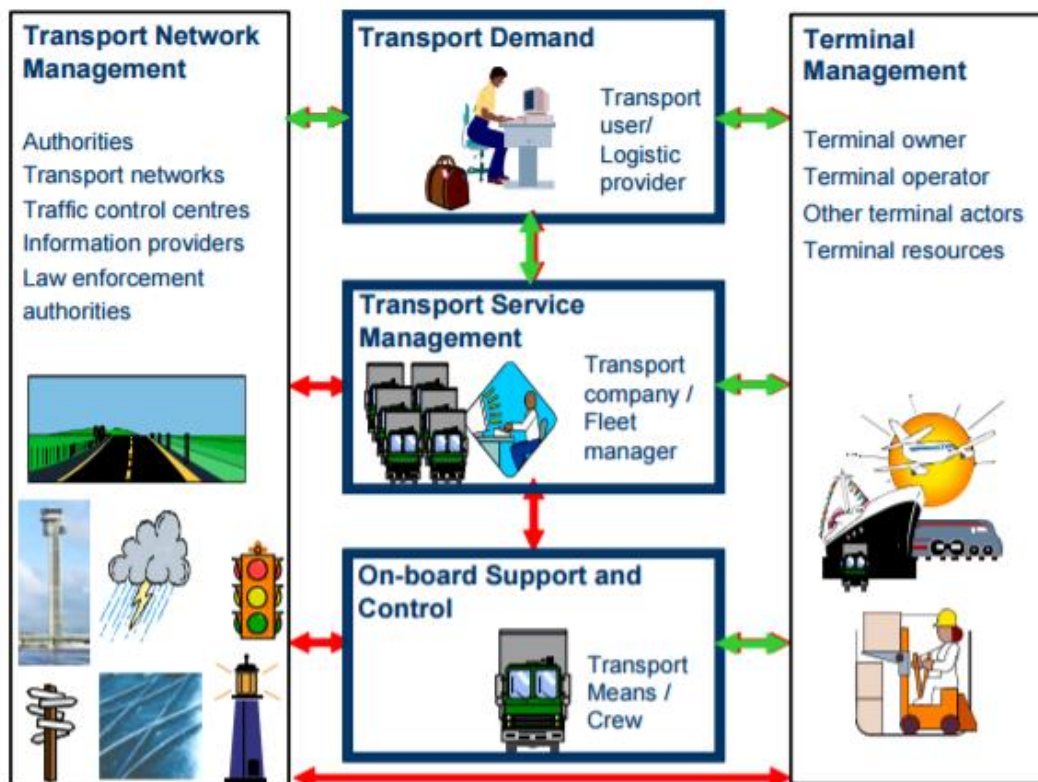 Transport Network
Management
Authorities
Transport networks
Traffic control centres
Information providers
Law enforcement
authorities
Transport Demand
Transport
user/
Logistic
provider
Transport Service
Management
Transport
company /
Fleet
manager
On-board Support and
Control
Transport
Means /
Crew
Terminal
Management
Terminal owner
Terminal operator
Other terminal actors
Terminal resources